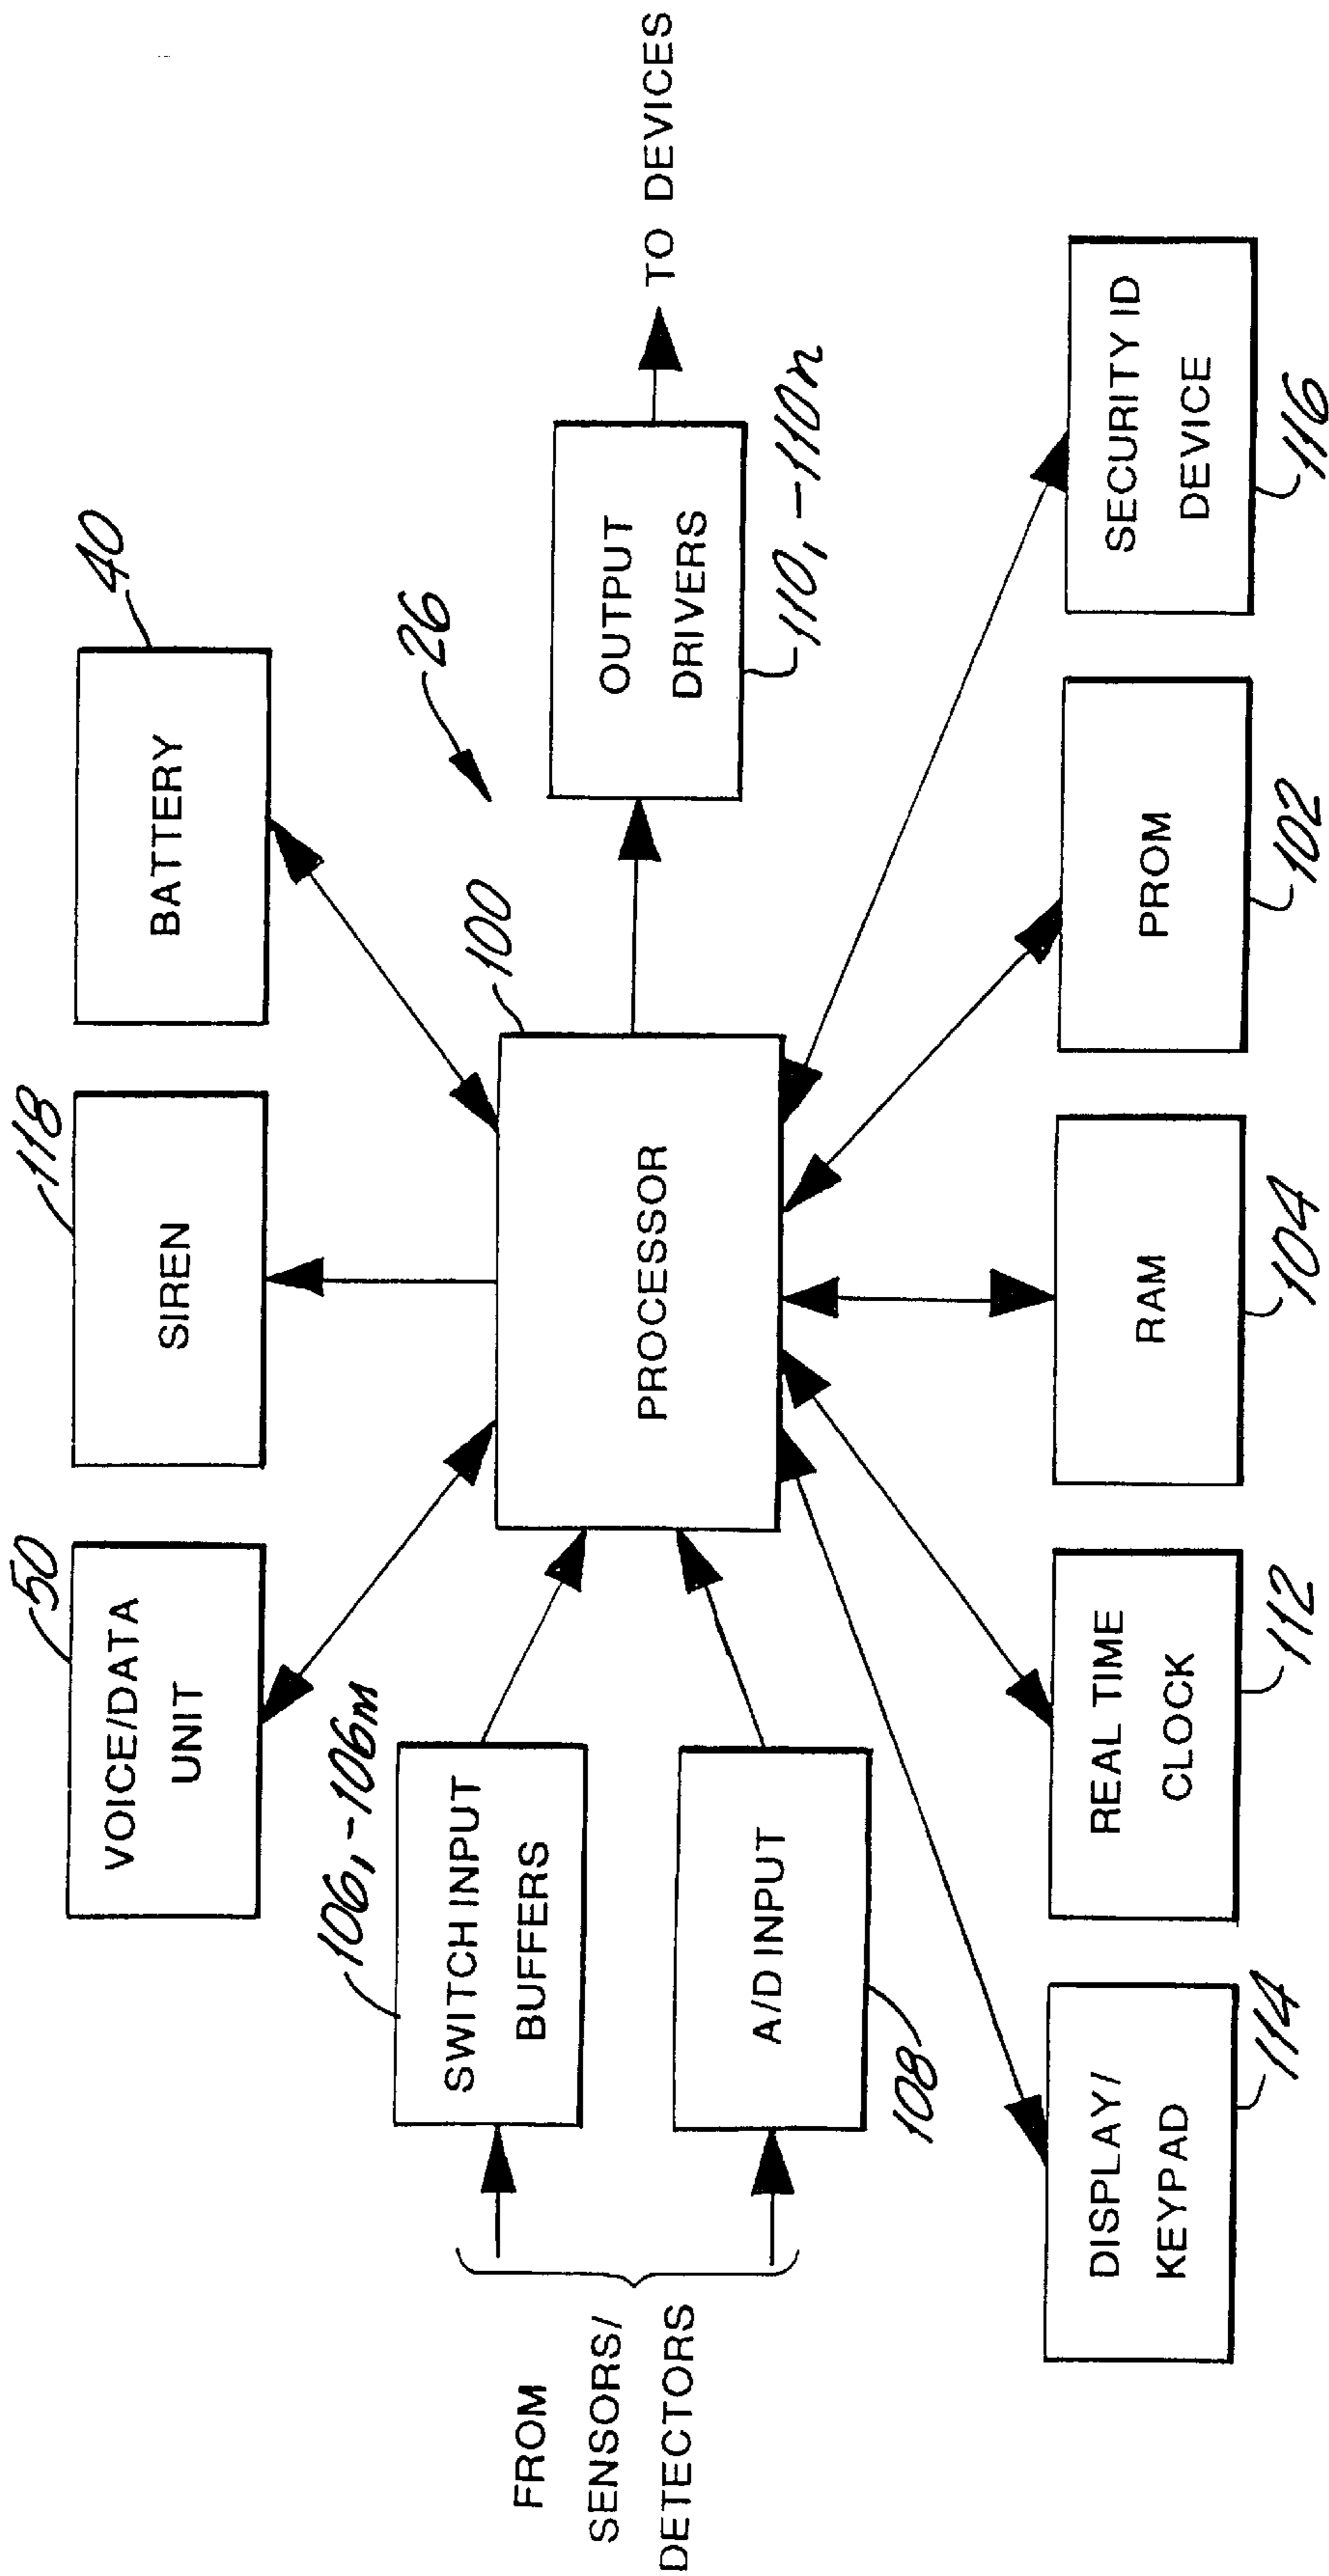 50
118
40
VOICE/DATA
UNIT
SIREN
BATTERY
106, -106m
SWITCH INPUT
BUFFERS
100
26
FROM
SENSORS/
DETECTORS
PROCESSOR
OUTPUT
DRIVERS
TO DEVICES
A/D INPUT
108
110, -110n
DISPLAY/
KEYPAD
REAL TIME
CLOCK
RAM
PROM
SECURITY ID
DEVICE
114
112
104
102
116